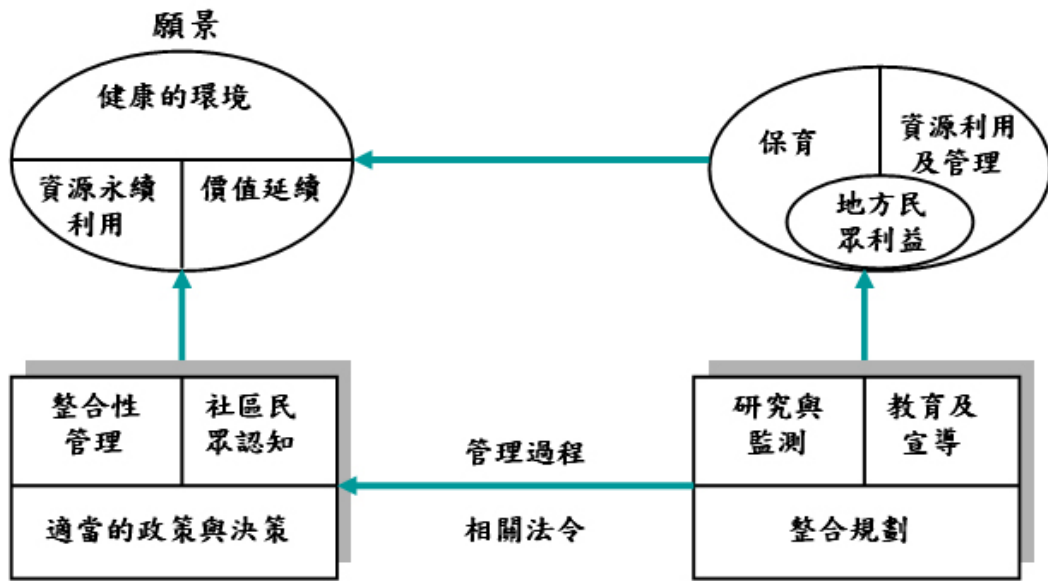 願景
健康的環境
資源永續
利用
價值延續
保育
資源利用
及管理
地方民
眾利益
整合性
管理
社區民
眾認知
適當的政策與決策
管理過程
相關法令
研究與
監測
教育及
宣導
整合規劃